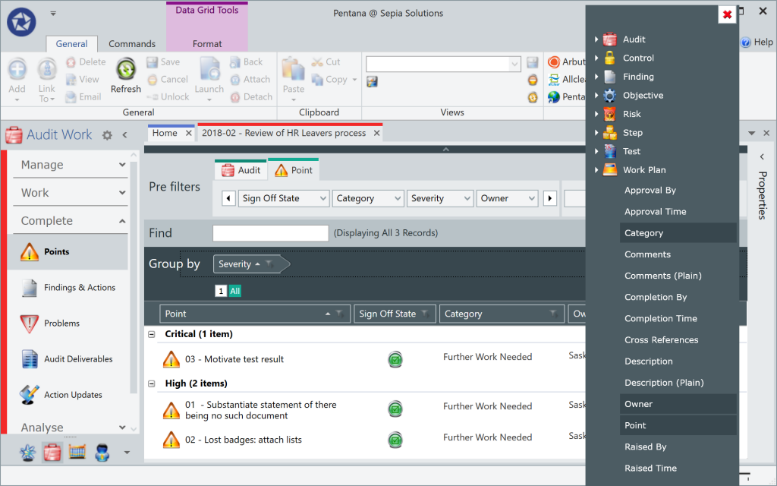 Data Grid Tools
Pentana @ Sepia Solutions
General
Commands
Format
Help
Add
Link To
Delete
View
Email
Refresh
Save
Cancel
Unlock
Launch
Back
Attach
Detach
Paste
Cut
Copy
Arbut
Allclea
Penta
General
Clipboard
Views
Audit Work
Home
2018-02 - Review of HR Leavers process
Manage
Work
Complete
Points
Findings & Actions
Problems
Audit Deliverables
Action Updates
Analyse
Pre filters
Audit
Point
Sign Off State
Category
Severity
Owner
Find
(Displaying All 3 Records)
Group by
Severity
1 All
Point
Sign Off State
Category
Ow
Critical (1 item)
03 - Motivate test result
Further Work Needed
Sask
High (2 items)
01 - Substantiate statement of there
being no such document
Further Work Needed
Sask
02 - Lost badges: attach lists
Further Work Needed
Sask
Audit
Control
Finding
Objective
Risk
Step
Test
Work Plan
Approval By
Approval Time
Category
Comments
Comments (Plain)
Completion By
Completion Time
Cross References
Description
Description (Plain)
Owner
Point
Raised By
Raised Time
Properties